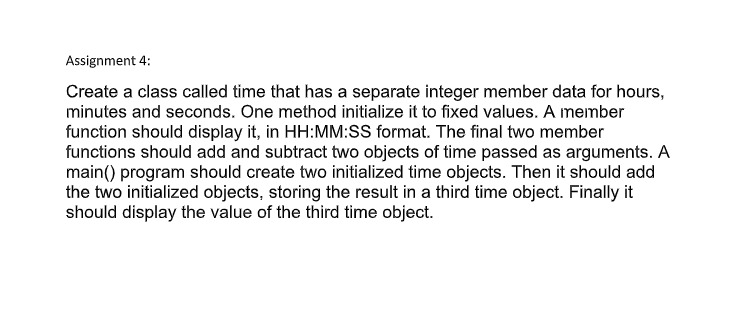 Assignment 4:
Create a class called time that has a separate integer member data for hours,
minutes and seconds. One method initialize it to fixed values. A member
function should display it, in HH:MM:SS format. The final two member
functions should add and subtract two objects of time passed as arguments. A
main() program should create two initialized time objects. Then it should add
the two initialized objects, storing the result in a third time object. Finally it
should display the value of the third time object.